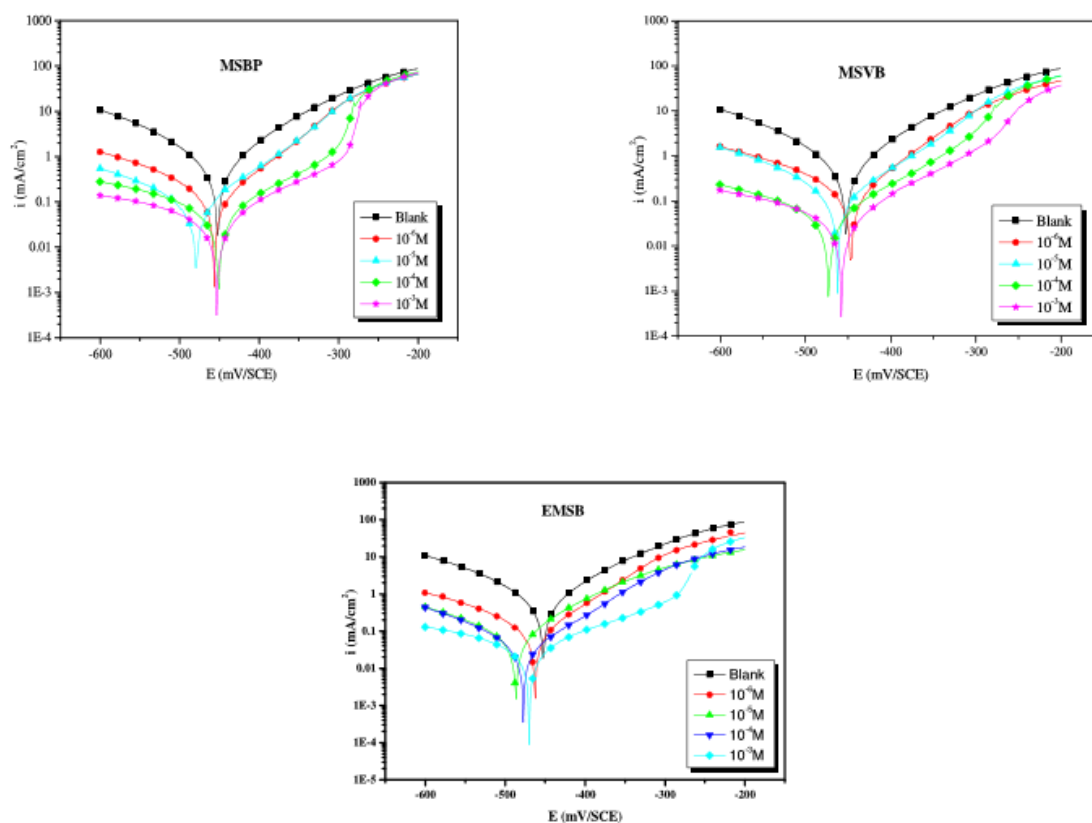 MSBP
i (mA/cm²)
1000
100
10
1
0.1
0.01
1E-3
1E-4
Blank
10⁻⁶M
10⁻⁵M
10⁻⁴M
10⁻³M
-600
-500
-400
-300
-200
E (mV/SCE)
MSVB
i (mA/cm²)
1000
100
10
1
0.1
0.01
1E-3
1E-4
Blank
10⁻⁶M
10⁻⁵M
10⁻⁴M
10⁻³M
-600
-500
-400
-300
-200
E (mV/SCE)
EMSB
i (mA/cm²)
1000
100
10
1
0.1
0.01
1E-3
1E-4
1E-5
Blank
10⁻⁶M
10⁻⁵M
10⁻⁴M
10⁻³M
-600
-500
-400
-300
-200
E (mV/SCE)